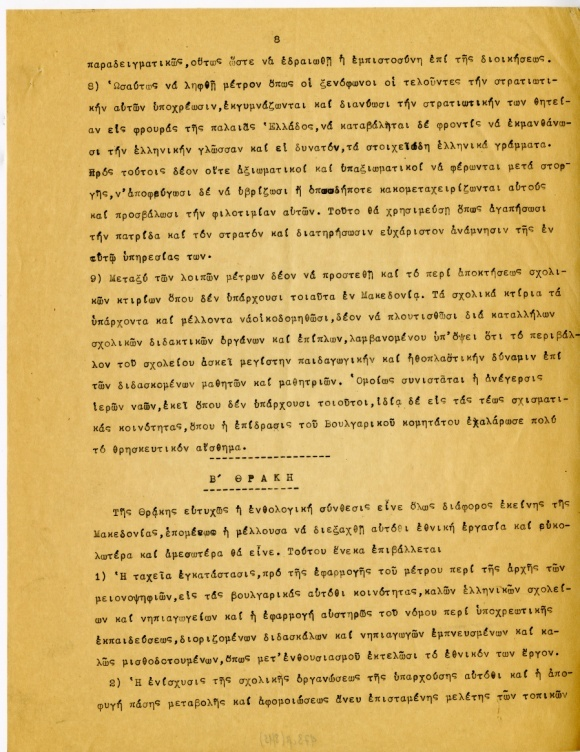 8
παραδειγματικῶς,οὕτως ὥστε νὰ ἑδραιωθῇ ἡ ἐμπιστοσύνη ἐπί τῆς διοικήσεως.
8) Ὡσαύτως νά ληφθῇ μέτρον ὅπως οἱ ξενόφωνοι οἱ τελοῦντες τήν στρατιωτι-
κήν αὐτῶν ὑποχρέωσιν,ἐκγυμνάζωνται καί διανύωσι τήν στρατιωτικήν των θητεί-
αν εἰς φρουράς τῆς παλαιᾶς Ἑλλάδος,νά καταβάληται δέ φροντίς νά ἐκμανθάνω-
σι τήν ἑλληνικήν γλῶσσαν καί εἰ δυνατόν,τά στοιχειώδη ἑλληνικά γράμματα.
Πρός τούτοις δέον οὔτε ἀξιωματικοί καί ὑπαξιωματικοί νά φέρωνται μετά στορ-
γῆς,ν'ἀποφεύγωσι δέ νά ὑβρίζωσι ἤ ὁπωσδήποτε κακομεταχειρίζωνται αὐτούς
καί προσβάλωσι τήν φιλοτιμίαν αὐτῶν. Τοῦτο θά χρησιμεύσῃ ὅπως ἀγαπήσωσι
τήν πατρίδα καί τόν στρατόν καί διατηρήσωσιν εὐχάριστον ἀνάμνησιν τῆς ἐν
αὐτῷ ὑπηρεσίας των.
9) Μεταξύ τῶν λοιπῶν μέτρων δέον νά προστεθῇ καί τό περί ἀποκτήσεως σχολι-
κῶν κτιρίων ὅπου δέν ὑπάρχουσι τοιαῦτα ἐν Μακεδονίᾳ. Τά σχολικά κτίρια τά
ὑπάρχοντα καί μέλλοντα νάοἰκοδομηθῶσι,δέον νά πλουτισθῶσι διά καταλλήλων
σχολικῶν διδακτικῶν ὀργάνων καί ἐπίπλων,λαμβανομένου ὑπ'ὄψει ὅτι τό περιβάλ-
λον τοῦ σχολείου ἀσκεῖ μεγίστην παιδαγωγικήν καί ἠθοπλαστικήν δύναμιν ἐπί
τῶν διδασκομένων μαθητῶν καί μαθητριῶν. Ὁμοίως συνιστᾶται ἡ ἀνέγερσις
ἱερῶν ναῶν,ἐκεῖ ὅπου δέν ὑπάρχουσι τοιοῦτοι,ἰδίᾳ δέ εἰς τάς τέως σχισματι-
κάς κοινότητας,ὅπου ἡ ἐπίδρασις τοῦ Βουλγαρικοῦ κομητάτου ἐχαλάρωσε πολύ
τό θρησκευτικόν αἴσθημα.
Β΄ ΘΡΑΚΗ
Τῆς Θρᾴκης εὐτυχῶς ἡ ἐνθολογική σύνθεσις εἶνε ὅλως διάφορος ἐκείνης τῆς
Μακεδονίας,ἑπομένως ἡ μέλλουσα νά διεξαχθῇ αὐτόθι ἐθνική ἐργασία καί εὐκο-
λωτέρα καί ἀμεσωτέρα θά εἶνε. Τούτου ἕνεκα ἐπιβάλλεται
1) Ἡ ταχεῖα ἐγκατάστασις,πρό τῆς ἐφαρμογῆς τοῦ μέτρου περί τῆς ἀρχῆς τῶν
μειονοψηφιῶν,εἰς τάς βουλγαρικάς αὐτόθι κοινότητας,καλῶν ἑλληνικῶν σχολεί-
ων καί νηπιαγωγείων καί ἡ ἐφαρμογή αὐστηρῶς τοῦ νόμου περί ὑποχρεωτικῆς
ἐκπαιδεύσεως,διοριζομένων διδασκάλων καί νηπιαγωγῶν ἐμπνευσμένων καί κα-
λῶς μισθοδοτουμένων,ὅπως μετ'ἐνθουσιασμοῦ ἐκτελῶσι τό ἐθνικόν των ἔργον.
2) Ἡ ἐνίσχυσις τῆς σχολικῆς ὀργανώσεως τῆς ὑπαρχούσης αὐτόθι καί ἡ ἀπο-
φυγή πάσης μεταβολῆς καί ἀφομοιώσεως ἄνευ ἐπισταμένης μελέτης τῶν τοπικῶν